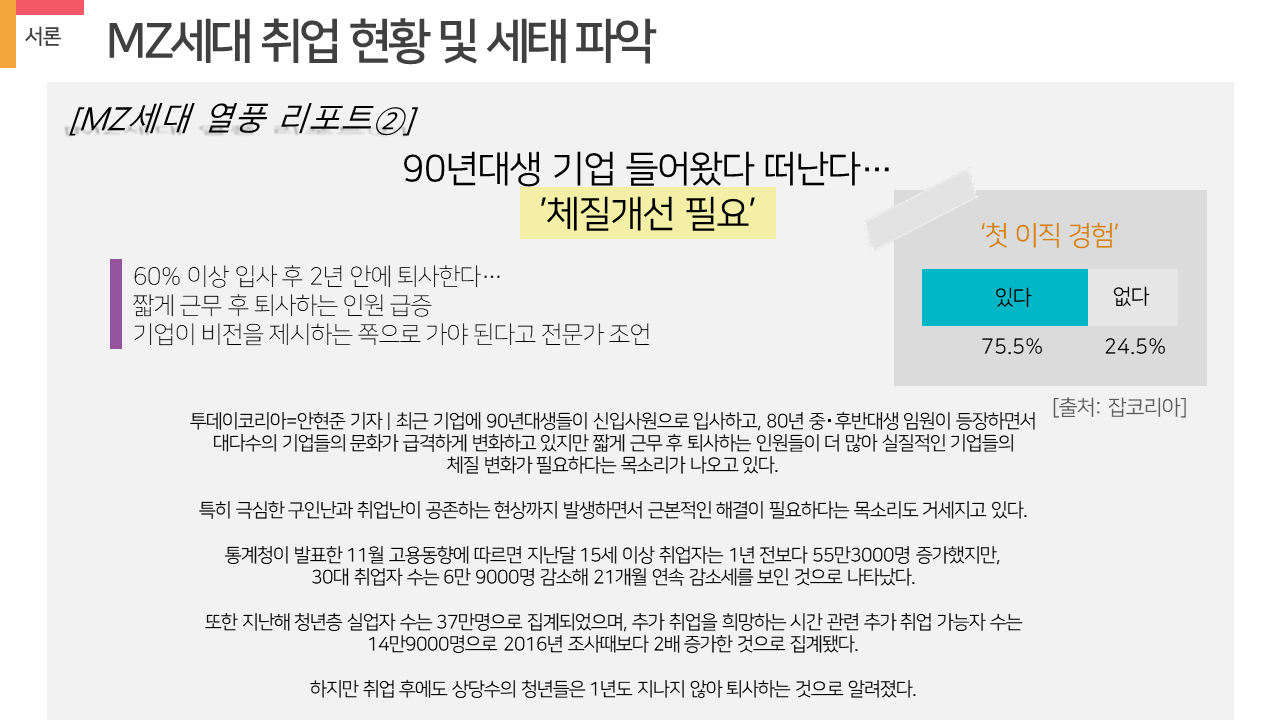 서론
MZ세대 취업 현황 및 세태 파악
[MZ세대 열풍 리포트②]
90년대생 기업 들어왔다 떠난다…
'체질개선 필요'
60% 이상 입사 후 2년 안에 퇴사한다…
짧게 근무 후 퇴사하는 인원 급증
기업이 비전을 제시하는 쪽으로 가야 된다고 전문가 조언
'첫 이직 경험'
있다 없다
75.5% 24.5%
[출처: 잡코리아]
투데이코리아=안현준 기자 | 최근 기업에 90년대생들이 신입사원으로 입사하고, 80년 중·후반대생 임원이 등장하면서
대다수의 기업들의 문화가 급격하게 변화하고 있지만 짧게 근무 후 퇴사하는 인원들이 더 많아 실질적인 기업들의
체질 변화가 필요하다는 목소리가 나오고 있다.
특히 극심한 구인난과 취업난이 공존하는 현상까지 발생하면서 근본적인 해결이 필요하다는 목소리도 거세지고 있다.
통계청이 발표한 11월 고용동향에 따르면 지난달 15세 이상 취업자는 1년 전보다 55만3000명 증가했지만,
30대 취업자 수는 6만 9000명 감소해 21개월 연속 감소세를 보인 것으로 나타났다.
또한 지난해 청년층 실업자 수는 37만명으로 집계되었으며, 추가 취업을 희망하는 시간 관련 추가 취업 가능자 수는
14만9000명으로 2016년 조사때보다 2배 증가한 것으로 집계됐다.
하지만 취업 후에도 상당수의 청년들은 1년도 지나지 않아 퇴사하는 것으로 알려졌다.